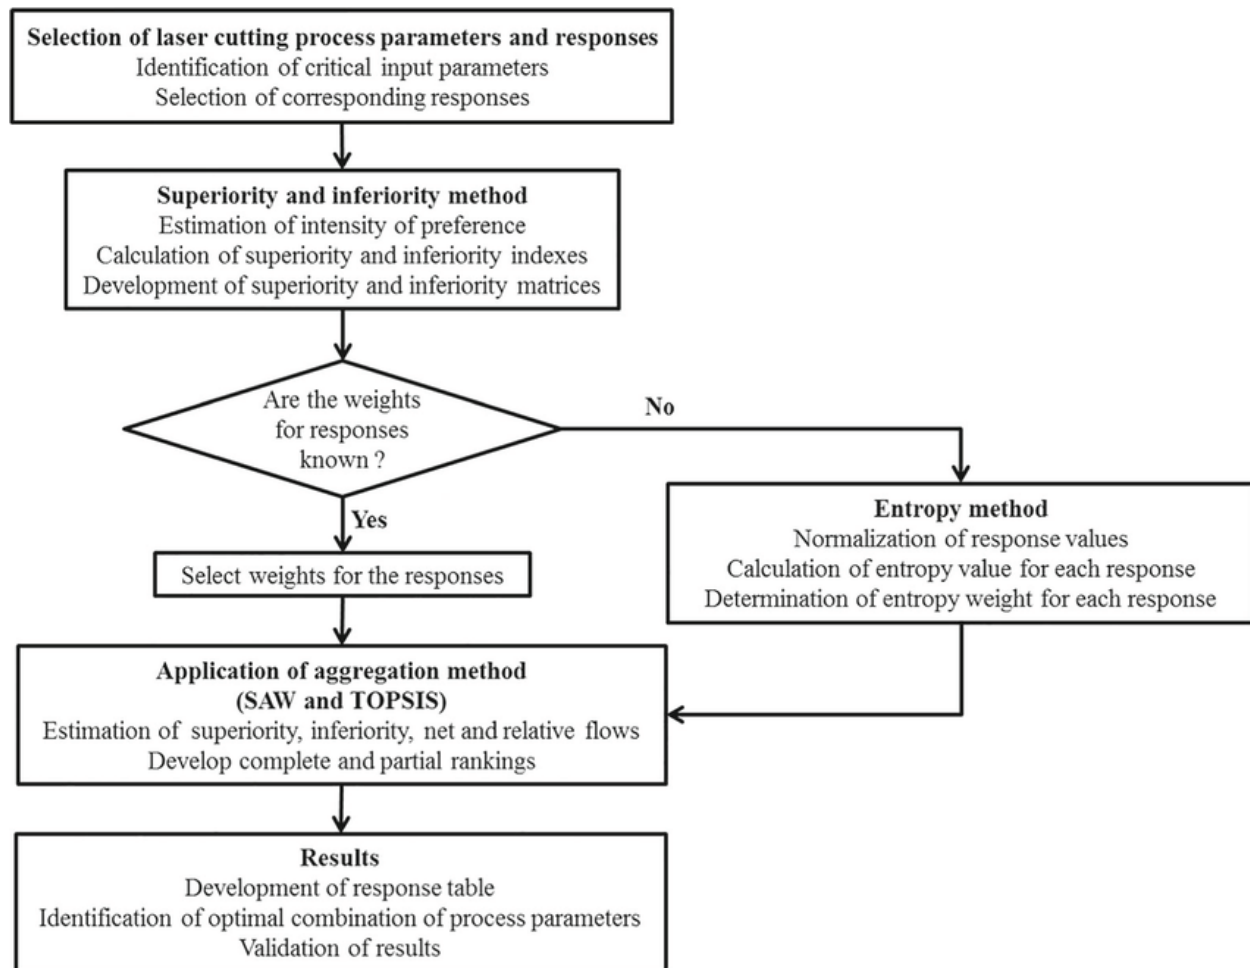 Selection of laser cutting process parameters and responses
Identification of critical input parameters
Selection of corresponding responses
Superiority and inferiority method
Estimation of intensity of preference
Calculation of superiority and inferiority indexes
Development of superiority and inferiority matrices
Are the weights
for responses
known ?
No
Yes
Select weights for the responses
Entropy method
Normalization of response values
Calculation of entropy value for each response
Determination of entropy weight for each response
Application of aggregation method
(SAW and TOPSIS)
Estimation of superiority, inferiority, net and relative flows
Develop complete and partial rankings
Results
Development of response table
Identification of optimal combination of process parameters
Validation of results